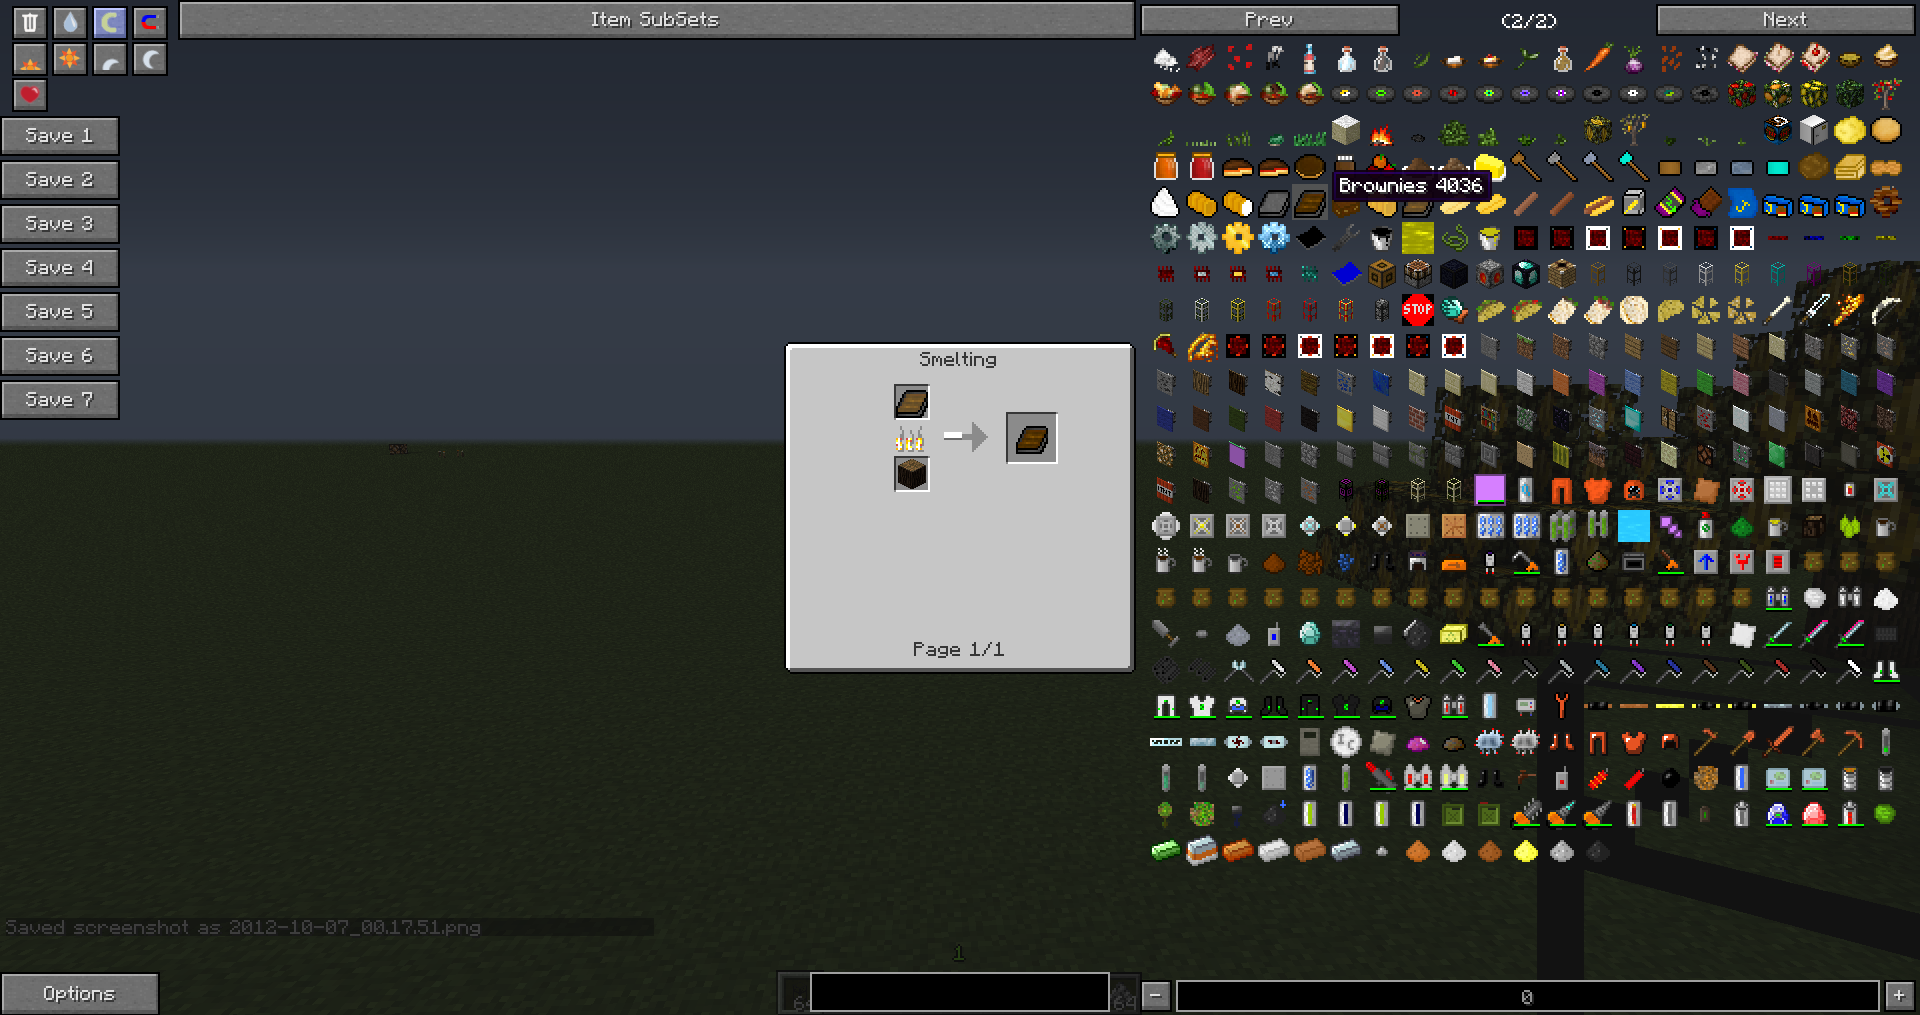 Item SubSets
Prev
(2/2)
Next
Save 1
Save 2
Save 3
Save 4
Save 5
Save 6
Save 7
Brownies 4036
STOP
Smelting
Page 1/1
Saved screenshot as 2012-10-07_00.17.51.png
1
Options
64
64
-
0
+